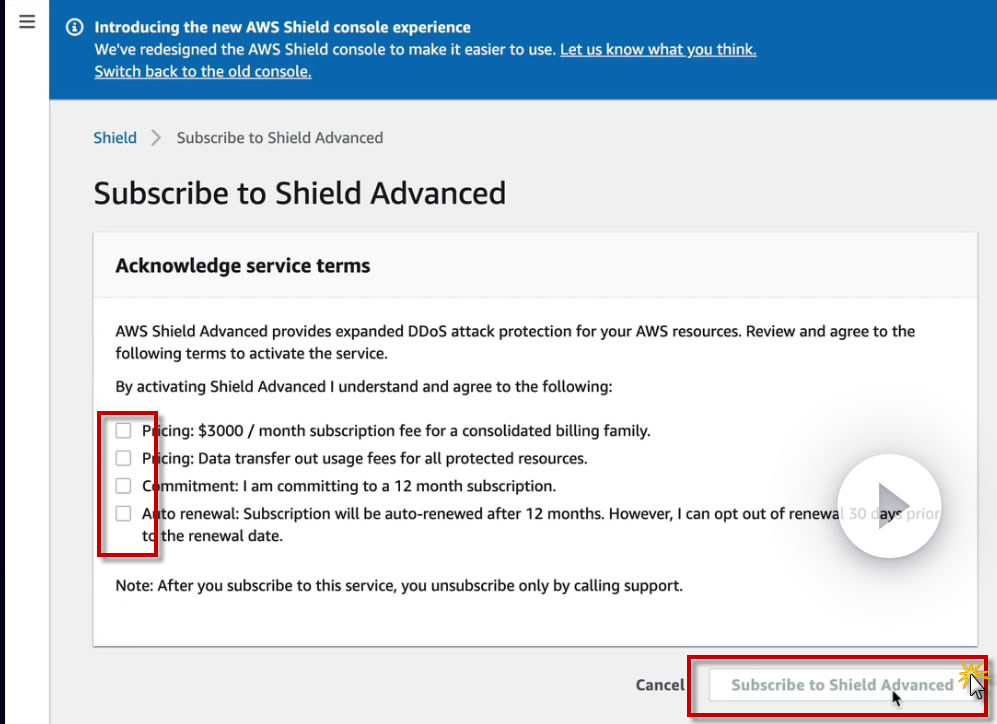 Introducing the new AWS Shield console experience
We've redesigned the AWS Shield console to make it easier to use. Let us know what you think.
Switch back to the old console.
Shield > Subscribe to Shield Advanced
Subscribe to Shield Advanced
Acknowledge service terms
AWS Shield Advanced provides expanded DDoS attack protection for your AWS resources. Review and agree to the
following terms to activate the service.
By activating Shield Advanced I understand and agree to the following:
Pricing: $3000 / month subscription fee for a consolidated billing family.
Pricing: Data transfer out usage fees for all protected resources.
Commitment: I am committing to a 12 month subscription.
Auto renewal: Subscription will be auto-renewed after 12 months. However, I can opt out of renewal 30 days prior
to the renewal date.
Note: After you subscribe to this service, you unsubscribe only by calling support.
Cancel
Subscribe to Shield Advanced